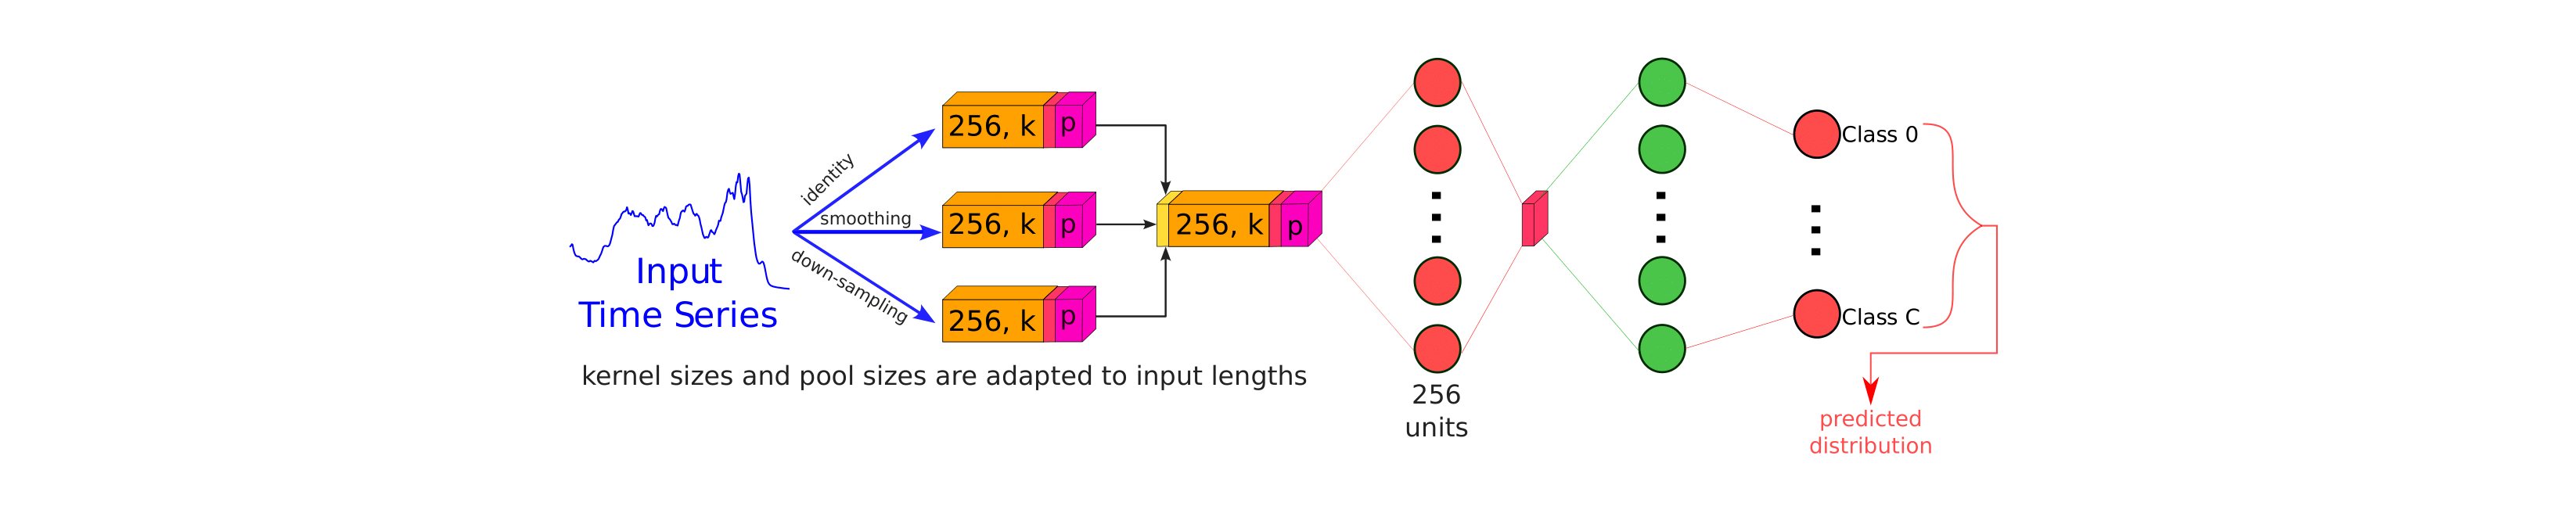 identity
smoothing
down-sampling
Input
Time Series
256, k
p
256, k
p
256, k
p
256, k
p
kernel sizes and pool sizes are adapted to input lengths
256
units
Class 0
Class C
predicted
distribution